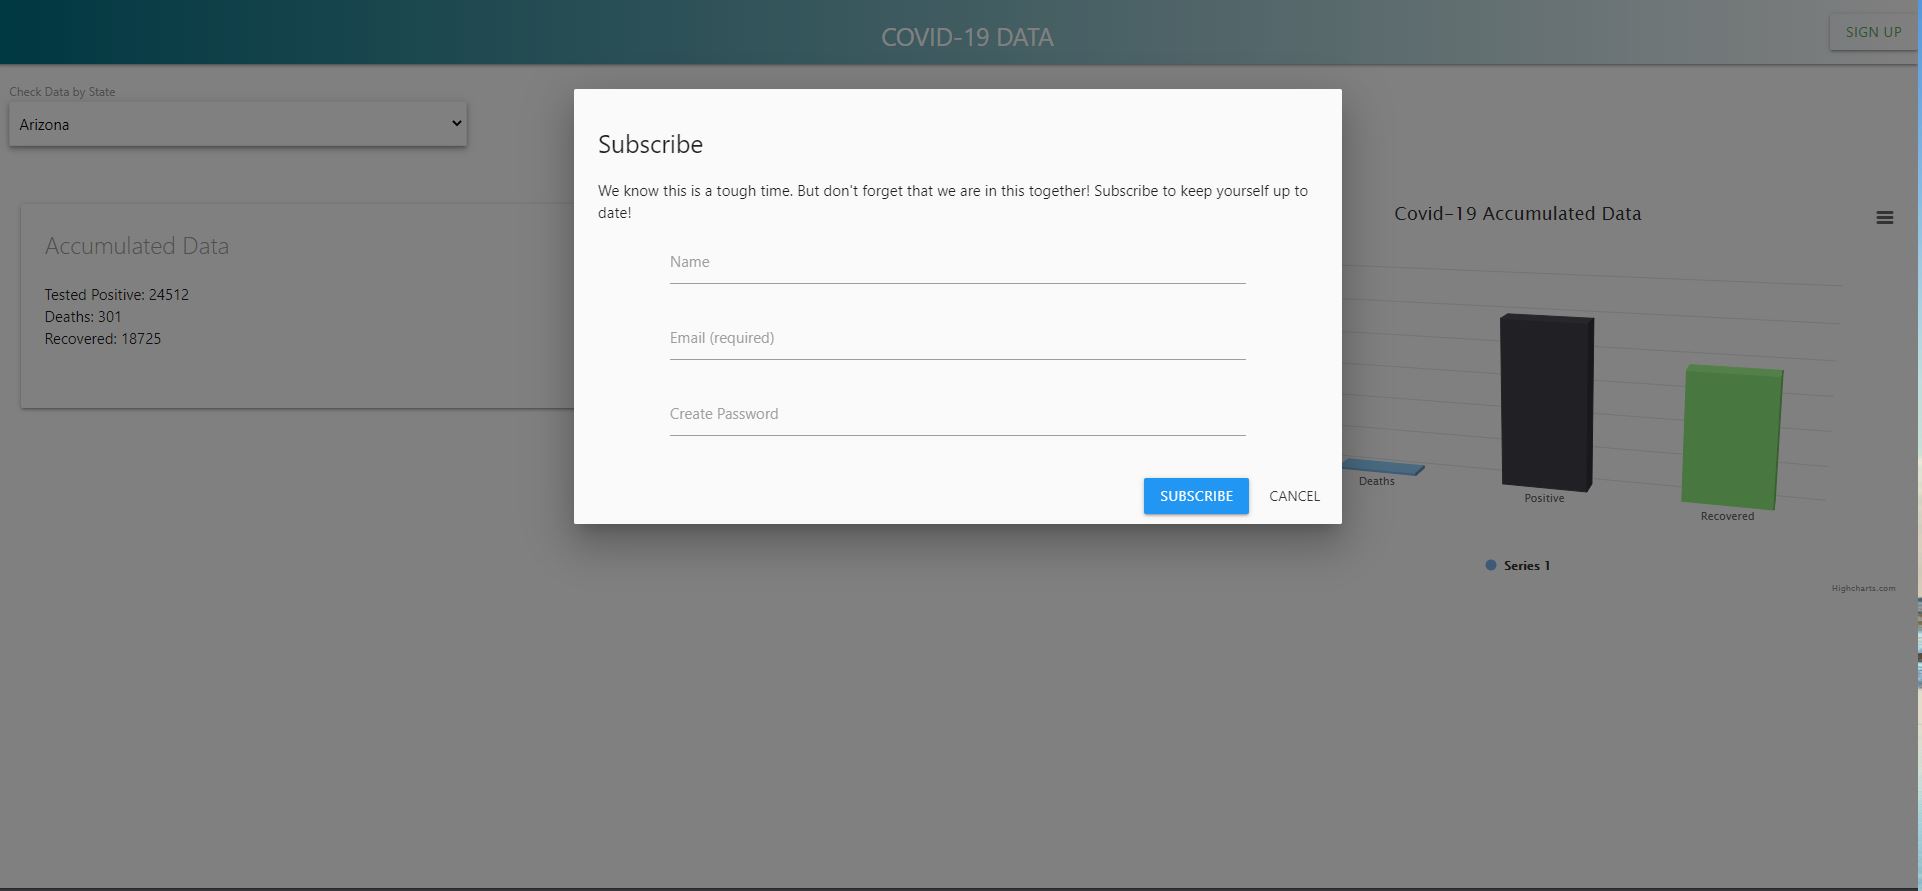 COVID-19 DATA
SIGN UP
Check Data by State
Arizona
Subscribe
We know this is a tough time. But don't forget that we are in this together! Subscribe to keep yourself up to
date!
Name
Email (required)
Create Password
SUBSCRIBE
CANCEL
Accumulated Data
Tested Positive: 24512
Deaths: 301
Recovered: 18725
Covid-19 Accumulated Data
Deaths
Positive
Recovered
Series 1
Highcharts.com